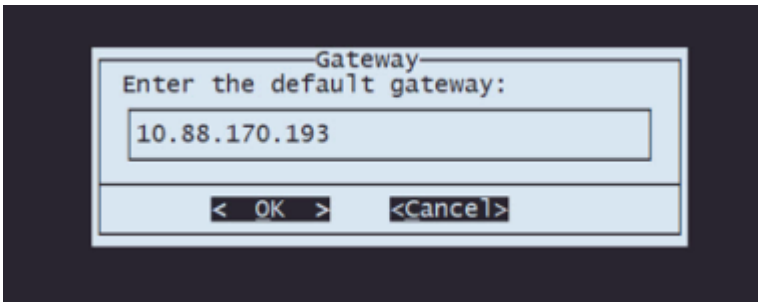 Gateway
Enter the default gateway:
10.88.170.193
< OK > <Cancel>